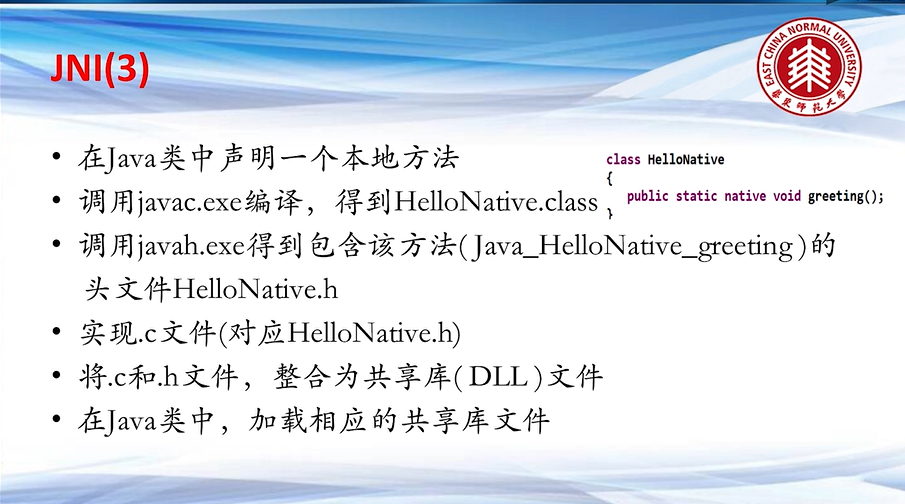 JNI(3)
EAST CHINA NORMAL UNIVERSITY
華東師範大學
• 在Java类中声明一个本地方法
• 调用javac.exe编译，得到HelloNative.class
• 调用javah.exe得到包含该方法(Java_HelloNative_greeting)的
头文件HelloNative.h
• 实现.c文件(对应HelloNative.h)
• 将.c和.h文件，整合为共享库(DLL)文件
• 在Java类中，加载相应的共享库文件
class HelloNative
{
public static native void greeting();
}